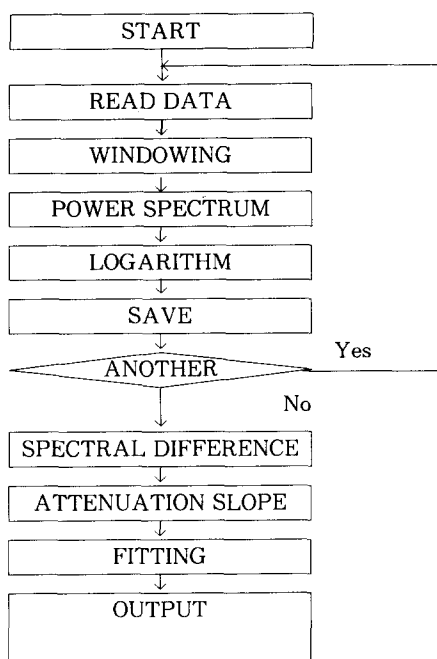 START
READ DATA
WINDOWING
POWER SPECTRUM
LOGARITHM
SAVE
ANOTHER
Yes
No
SPECTRAL DIFFERENCE
ATTENUATION SLOPE
FITTING
OUTPUT